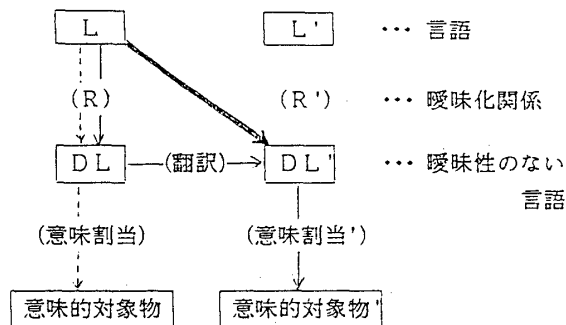 L L' … 言語
(R) (R') … 曖昧化関係
DL (翻訳) DL' … 曖昧性のない
言語
(意味割当) (意味割当')
意味的対象物 意味的対象物'